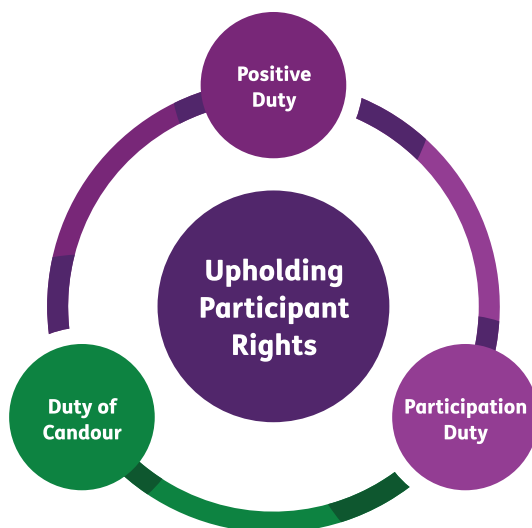 Positive
Duty
Upholding
Participant
Rights
Duty of
Candour
Participation
Duty